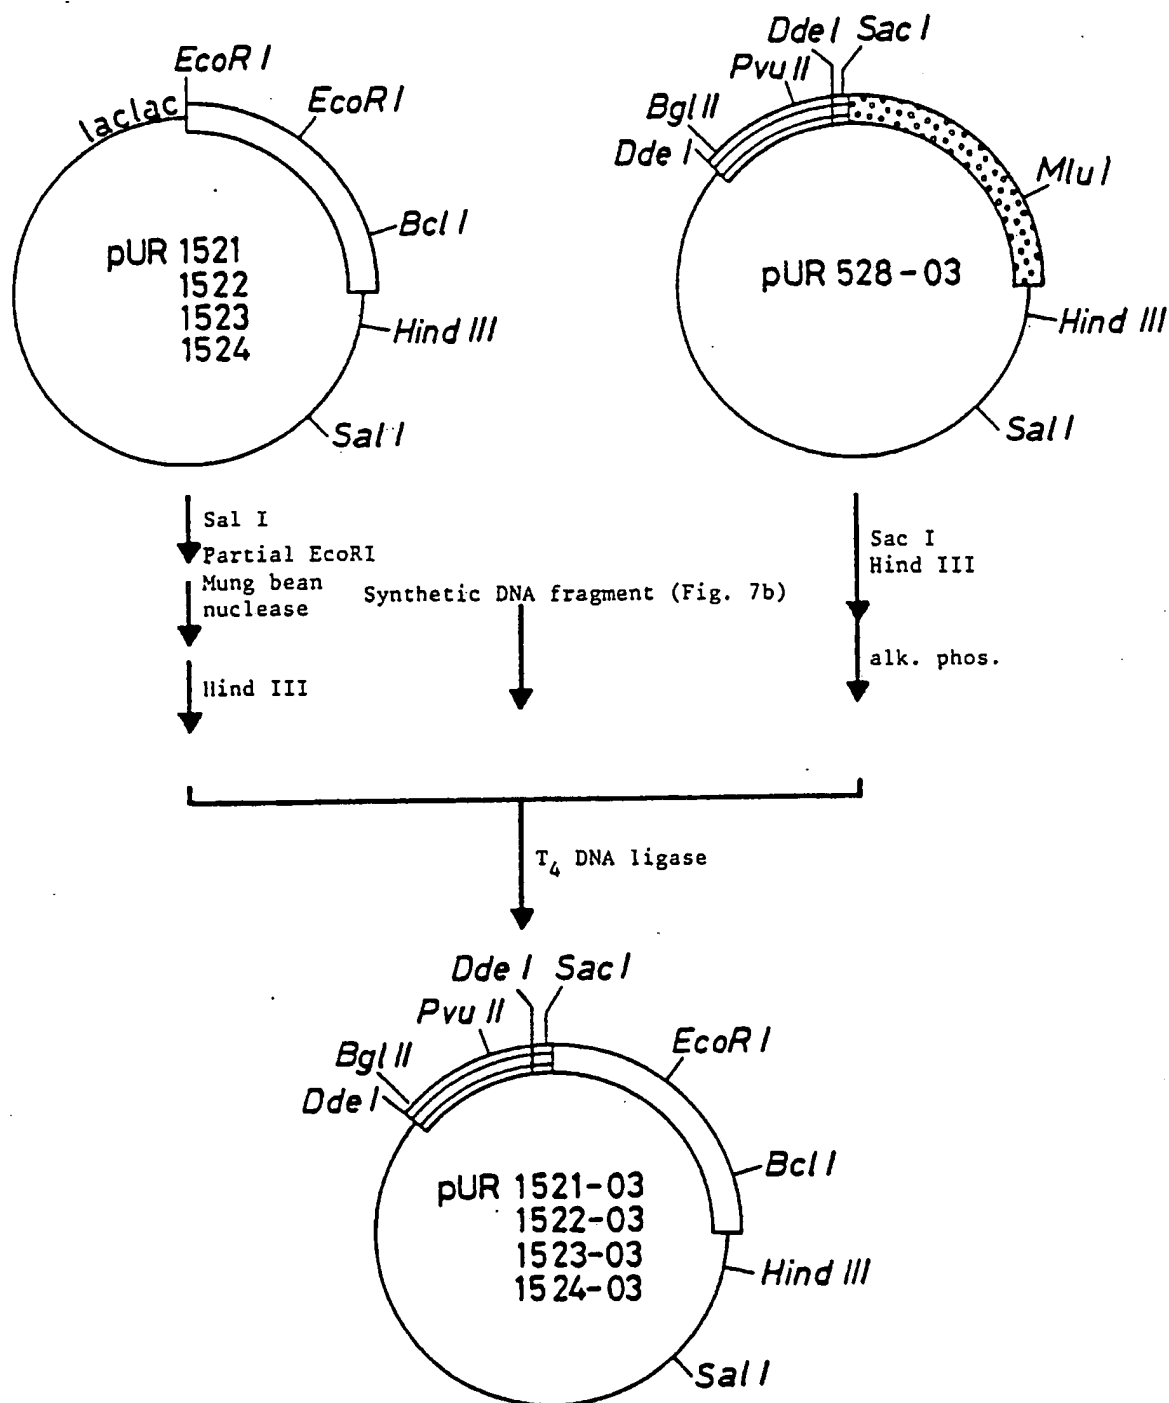 EcoR I
laclac
EcoR I
Bcl I
pUR 1521
1522
1523
1524
Hind III
Sal I
Dde I Sac I
Pvu II
Bgl II
Dde I
Mlu I
pUR 528-03
Hind III
Sal I
Sal I
Partial EcoRI
Mung bean
nuclease
Hind III
Synthetic DNA fragment (Fig. 7b)
Sac I
Hind III
alk. phos.
T4 DNA ligase
Dde I Sac I
Pvu II
Bgl II
Dde I
EcoR I
Bcl I
pUR 1521-03
1522-03
1523-03
1524-03
Hind III
Sal I